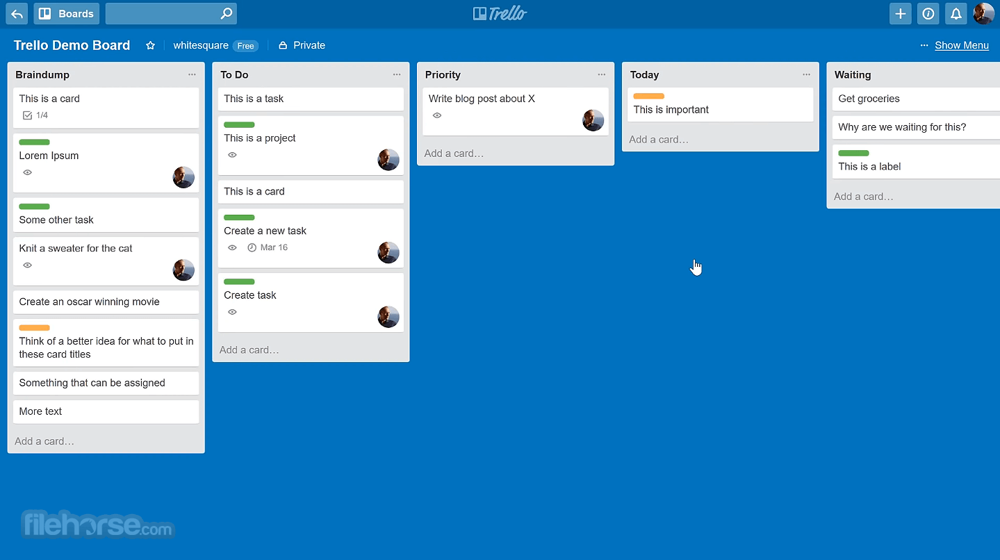 Boards
Trello
Trello Demo Board
whitesquare Free
Private
... Show Menu
Braindump
This is a card
1/4
Lorem Ipsum
Some other task
Knit a sweater for the cat
Create an oscar winning movie
Think of a better idea for what to put in
these card titles
Something that can be assigned
More text
Add a card…
To Do
This is a task
This is a project
This is a card
Create a new task
Mar 16
Create task
Add a card…
Priority
Write blog post about X
Add a card…
Today
This is important
Add a card…
Waiting
Get groceries
Why are we waiting for this?
This is a label
Add a card…
filehorse.com